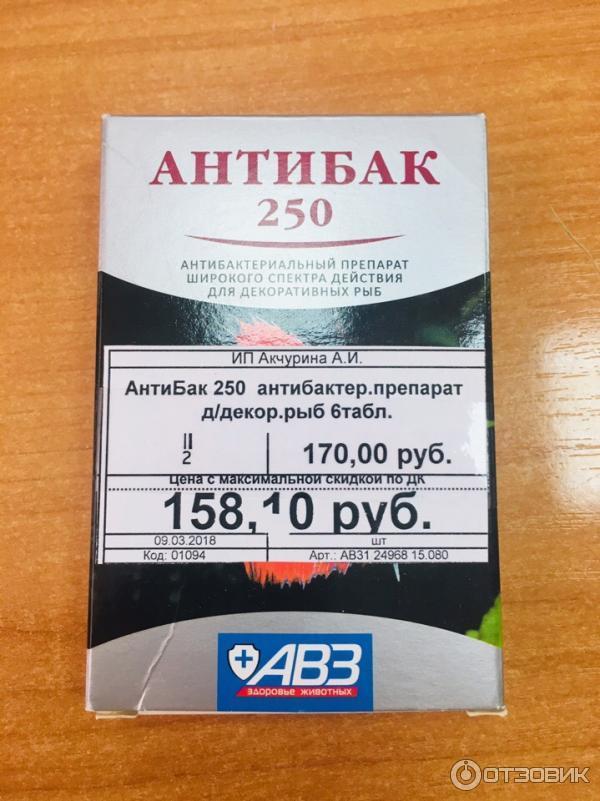 АНТИБАК
250
АНТИБАКТЕРИАЛЬНЫЙ ПРЕПАРАТ
ШИРОКОГО СПЕКТРА ДЕЙСТВИЯ
ДЛЯ ДЕКОРАТИВНЫХ РЫБ
ИП Акчурина А.И.
АнтиБак 250 антибактер.препарат
д/декор.рыб 6табл.
170,00 руб.
Цена с максимальной скидкой по ДК
158,10 руб.
09.03.2018 шт
Код: 01094 Арт.: АВ31 24968 15.080
АВЗ
здоровье животных
ОТЗОВИК